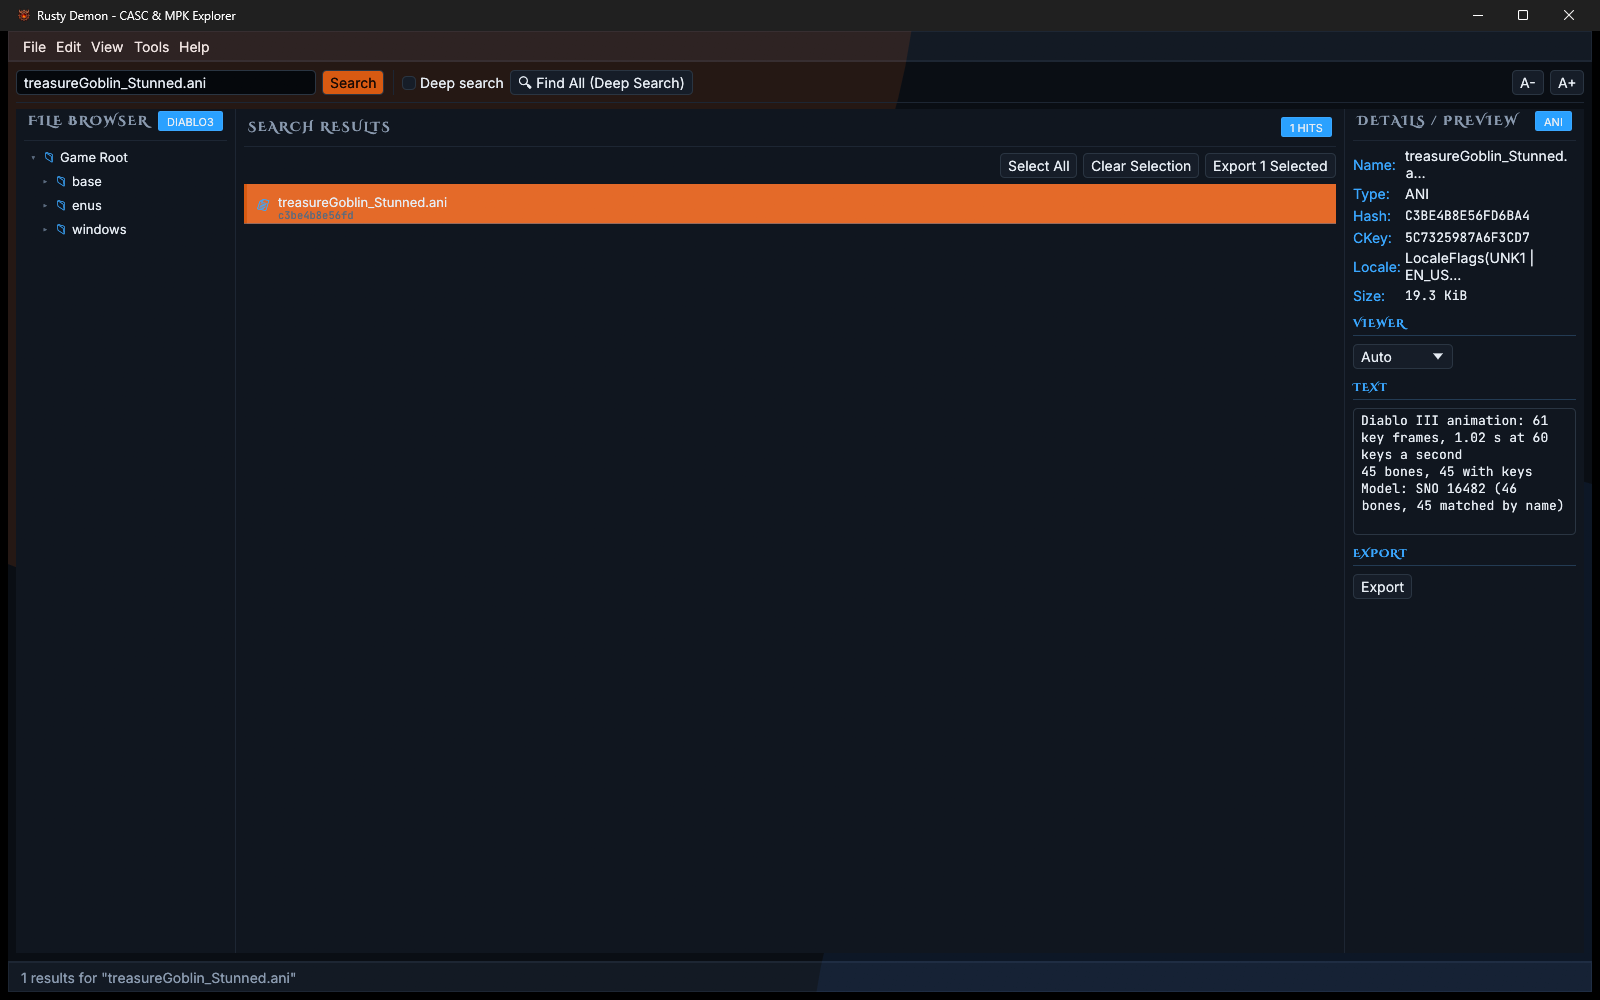 Rusty Demon - CASC & MPK Explorer
File Edit View Tools Help
treasureGoblin_Stunned.ani Search Deep search Find All (Deep Search) A- A+
FILE BROWSER DIABLO3
Game Root
base
enus
windows
SEARCH RESULTS 1 HITS
Select All Clear Selection Export 1 Selected
treasureGoblin_Stunned.ani
c3be4b8e56fd
DETAILS / PREVIEW ANI
Name: treasureGoblin_Stunned.
a...
Type: ANI
Hash: C3BE4B8E56FD6BA4
CKey: 5C7325987A6F3CD7
Locale: LocaleFlags(UNK1 |
EN_US...
Size: 19.3 KiB
VIEWER
Auto
TEXT
Diablo III animation: 61
key frames, 1.02 s at 60
keys a second
45 bones, 45 with keys
Model: SNO 16482 (46
bones, 45 matched by name)
EXPORT
Export
1 results for "treasureGoblin_Stunned.ani"